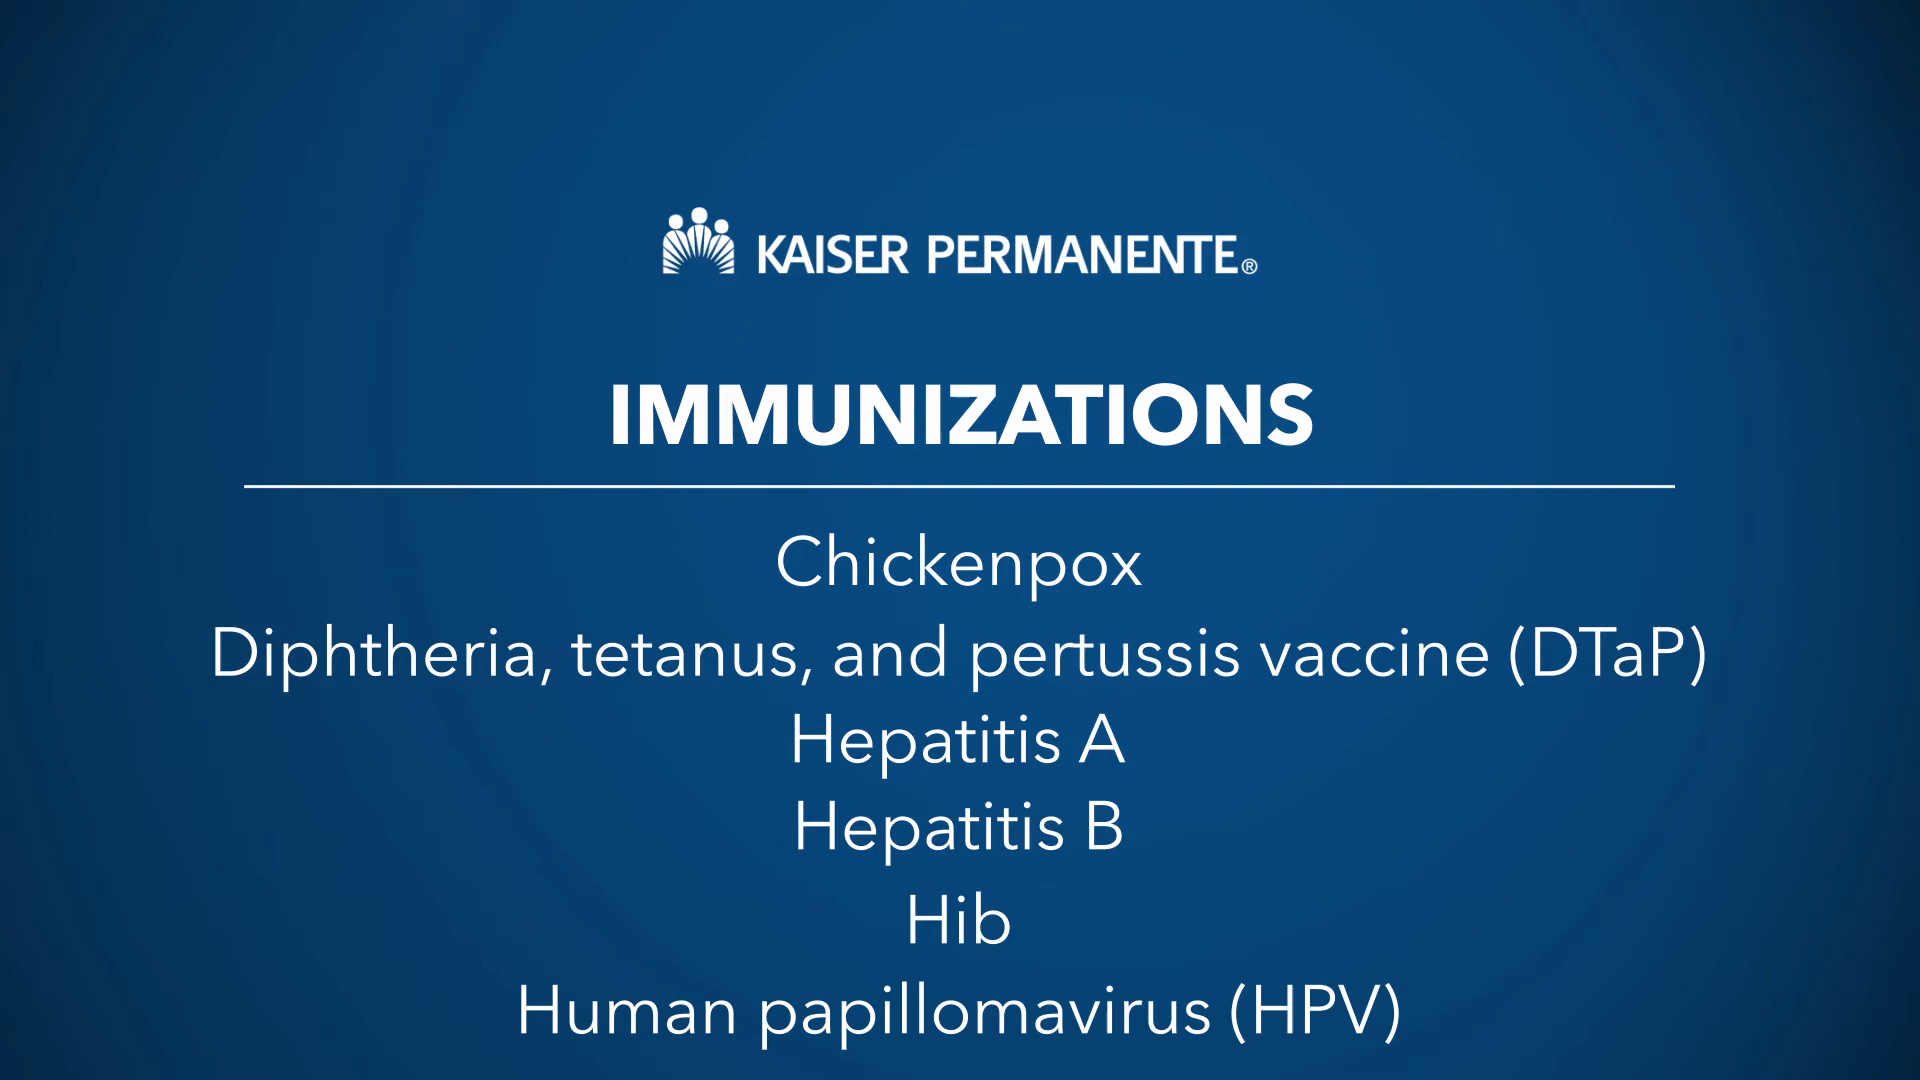 KAISER PERMANENTE®
IMMUNIZATIONS
Chickenpox
Diphtheria, tetanus, and pertussis vaccine (DTaP)
Hepatitis A
Hepatitis B
Hib
Human papillomavirus (HPV)